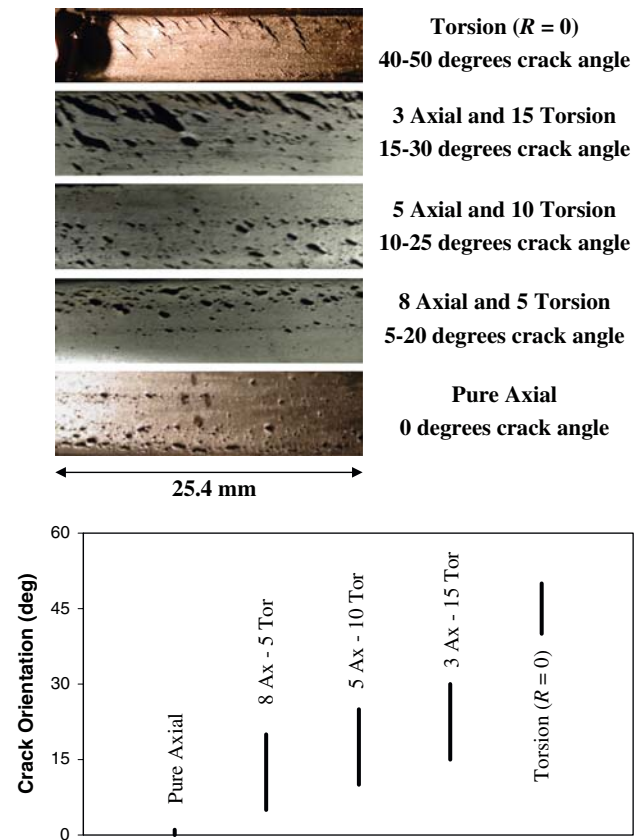 Torsion (R = 0)
40-50 degrees crack angle
3 Axial and 15 Torsion
15-30 degrees crack angle
5 Axial and 10 Torsion
10-25 degrees crack angle
8 Axial and 5 Torsion
5-20 degrees crack angle
Pure Axial
0 degrees crack angle
25.4 mm
Crack Orientation (deg)
60
45
30
15
0
Pure Axial
8 Ax - 5 Tor
5 Ax - 10 Tor
3 Ax - 15 Tor
Torsion (R = 0)